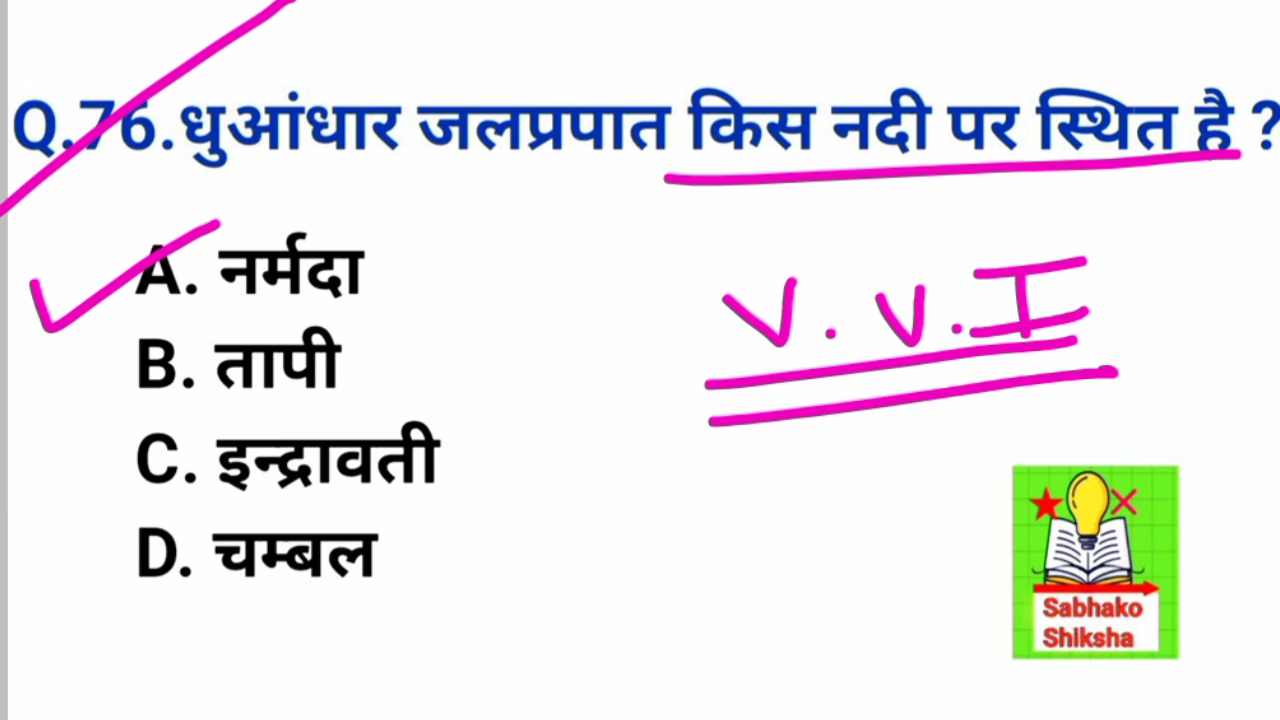 Q.76.धुआंधार जलप्रपात किस नदी पर स्थित है ?
A. नर्मदा
V. V. I
B. तापी
C. इन्द्रावती
D. चम्बल
Sabhako
Shiksha